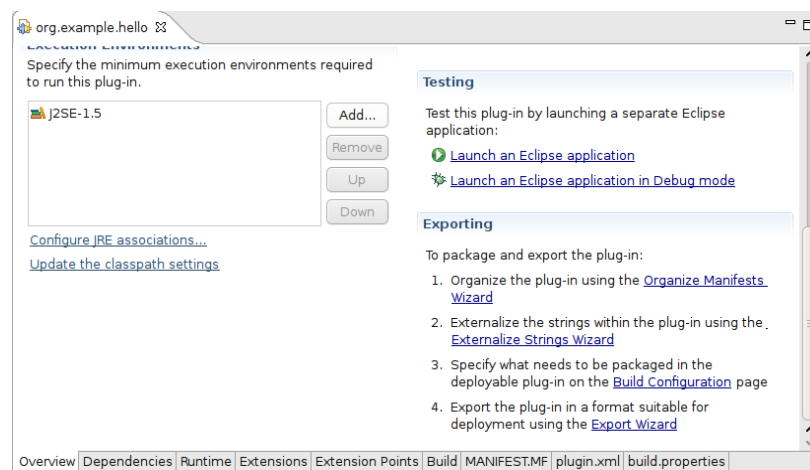 org.example.hello
Execution Environments
Specify the minimum execution environments required
to run this plug-in.
J2SE-1.5
Add...
Remove
Up
Down
Configure JRE associations...
Update the classpath settings
Testing
Test this plug-in by launching a separate Eclipse
application:
Launch an Eclipse application
Launch an Eclipse application in Debug mode
Exporting
To package and export the plug-in:
1. Organize the plug-in using the Organize Manifests
Wizard
2. Externalize the strings within the plug-in using the
Externalize Strings Wizard
3. Specify what needs to be packaged in the
deployable plug-in on the Build Configuration page
4. Export the plug-in in a format suitable for
deployment using the Export Wizard
Overview Dependencies Runtime Extensions Extension Points Build MANIFEST.MF plugin.xml build.properties